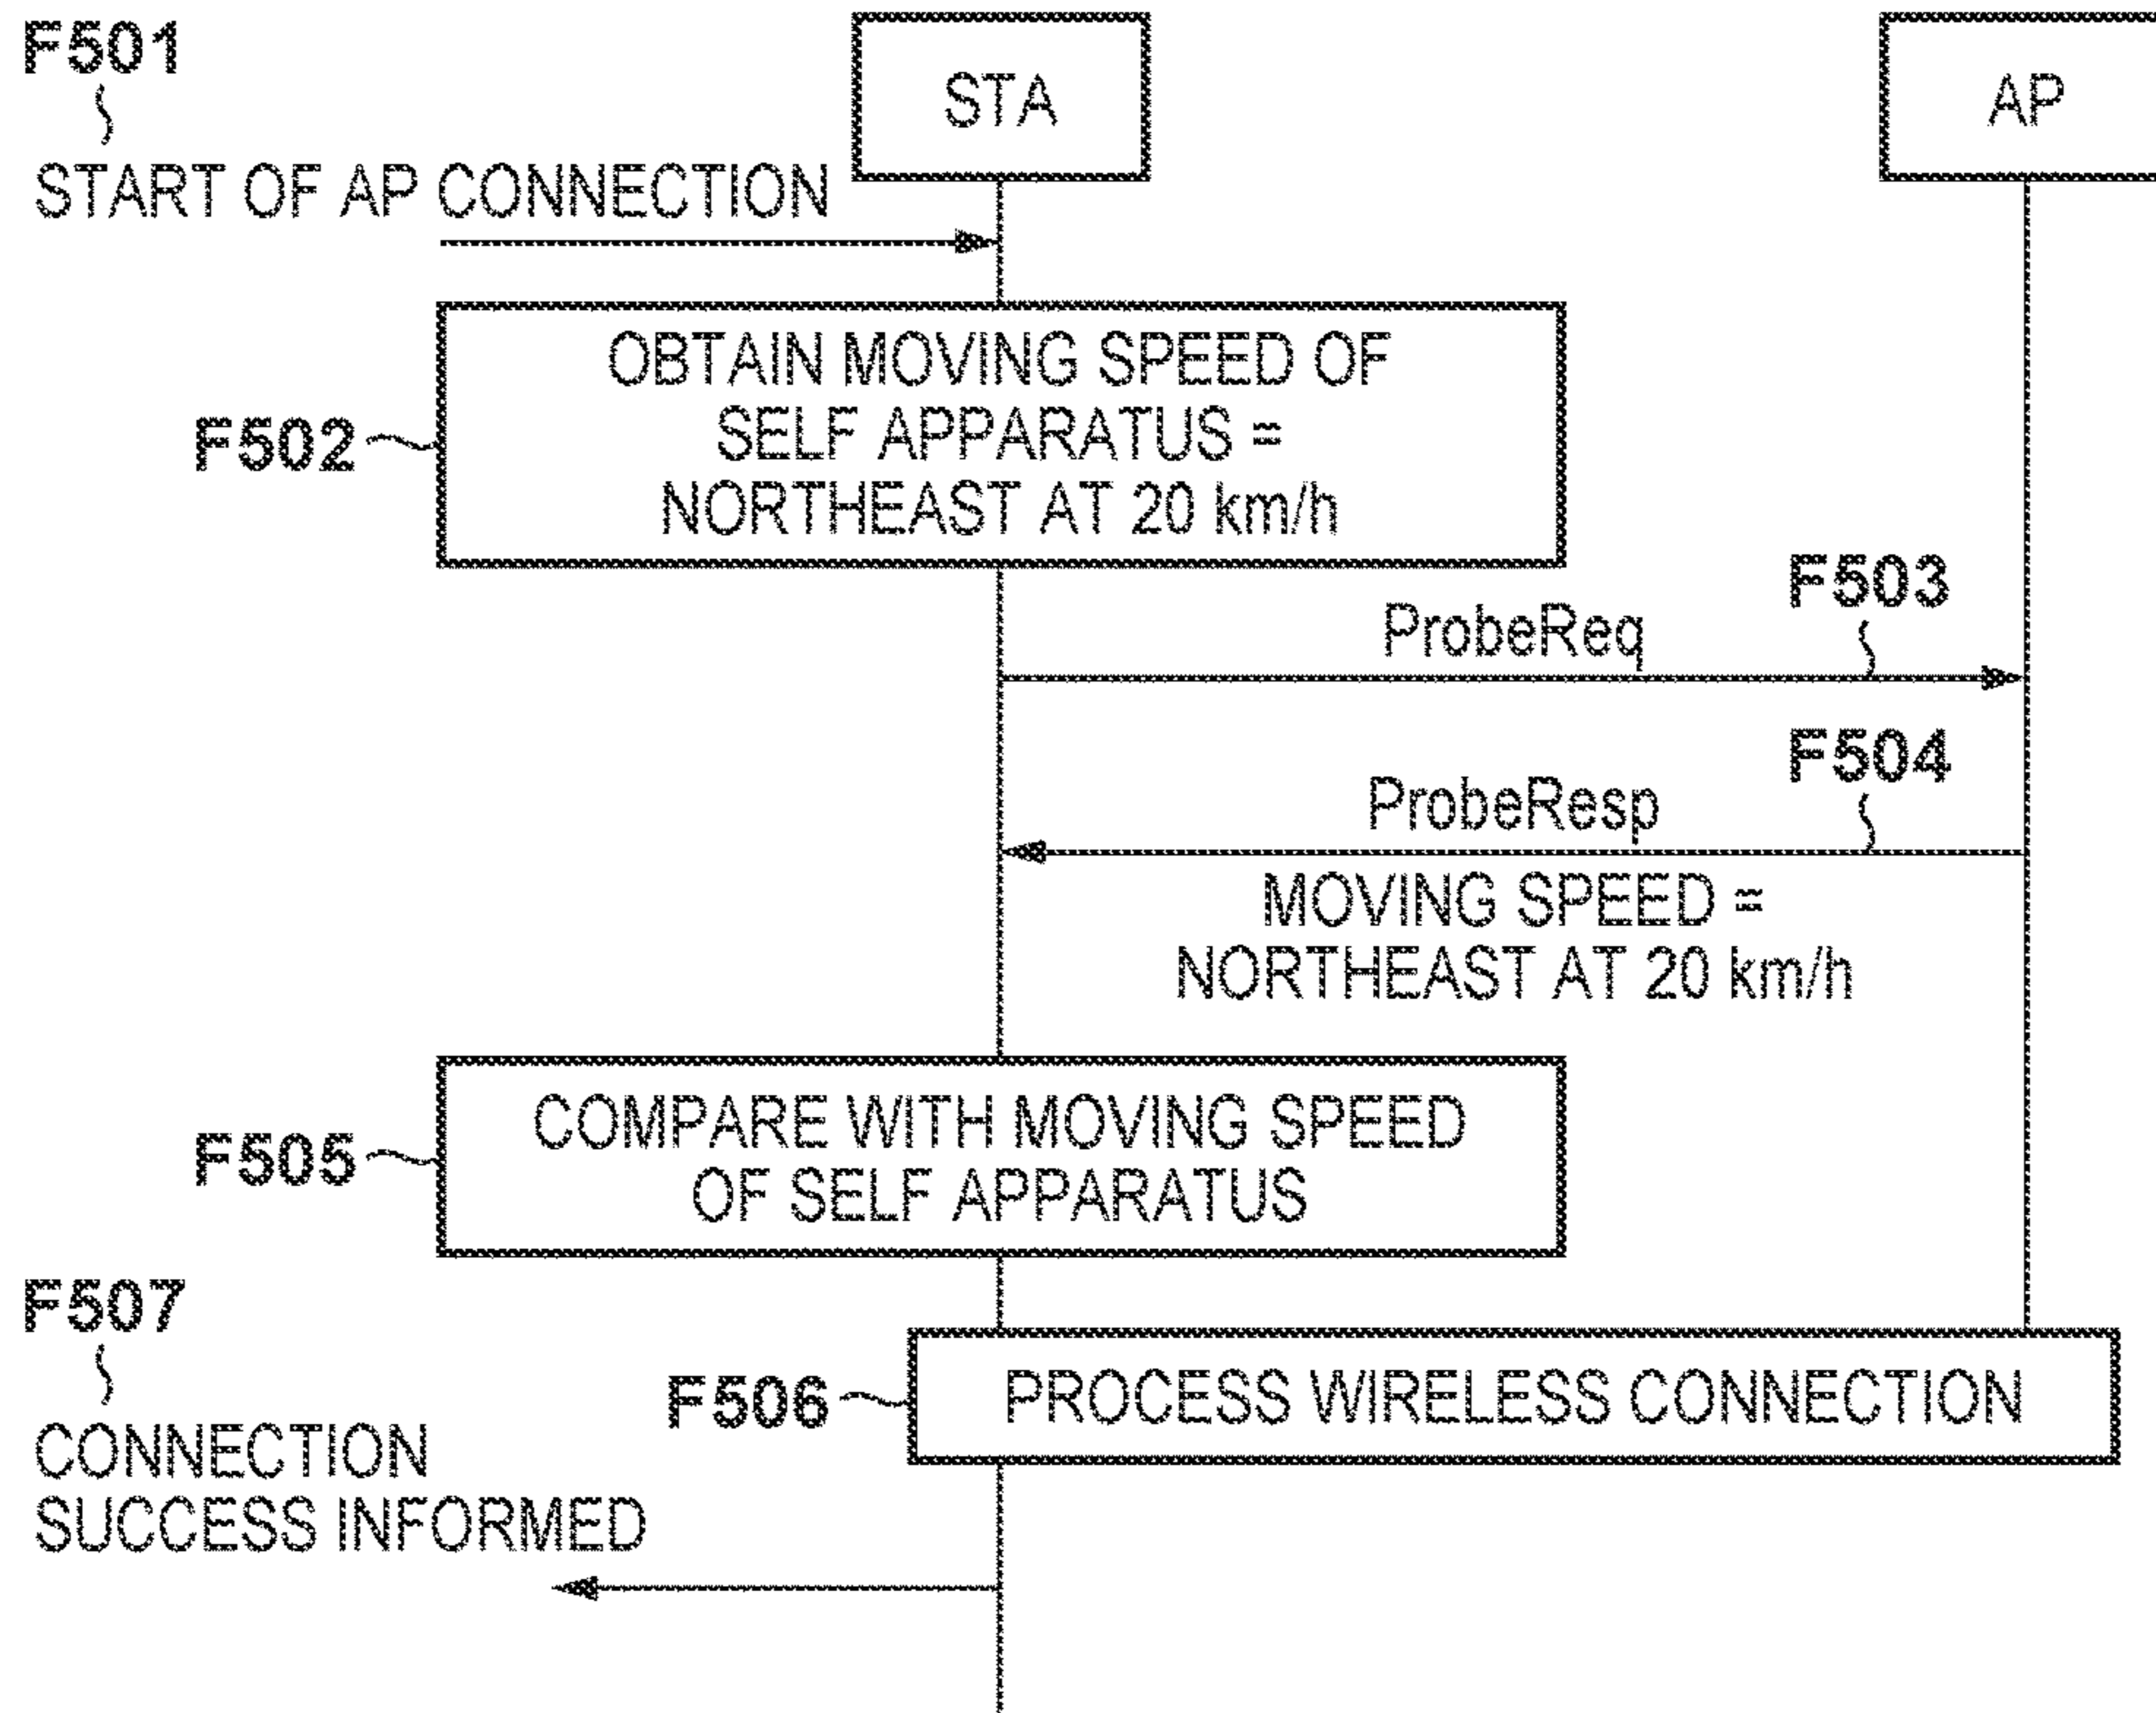 F501
STA
AP
START OF AP CONNECTION
OBTAIN MOVING SPEED OF
SELF APPARATUS =
NORTHEAST AT 20 km/h
F502
F503
ProbeReq
F504
ProbeResp
MOVING SPEED =
NORTHEAST AT 20 km/h
COMPARE WITH MOVING SPEED
OF SELF APPARATUS
F505
F507
F506
PROCESS WIRELESS CONNECTION
CONNECTION
SUCCESS INFORMED